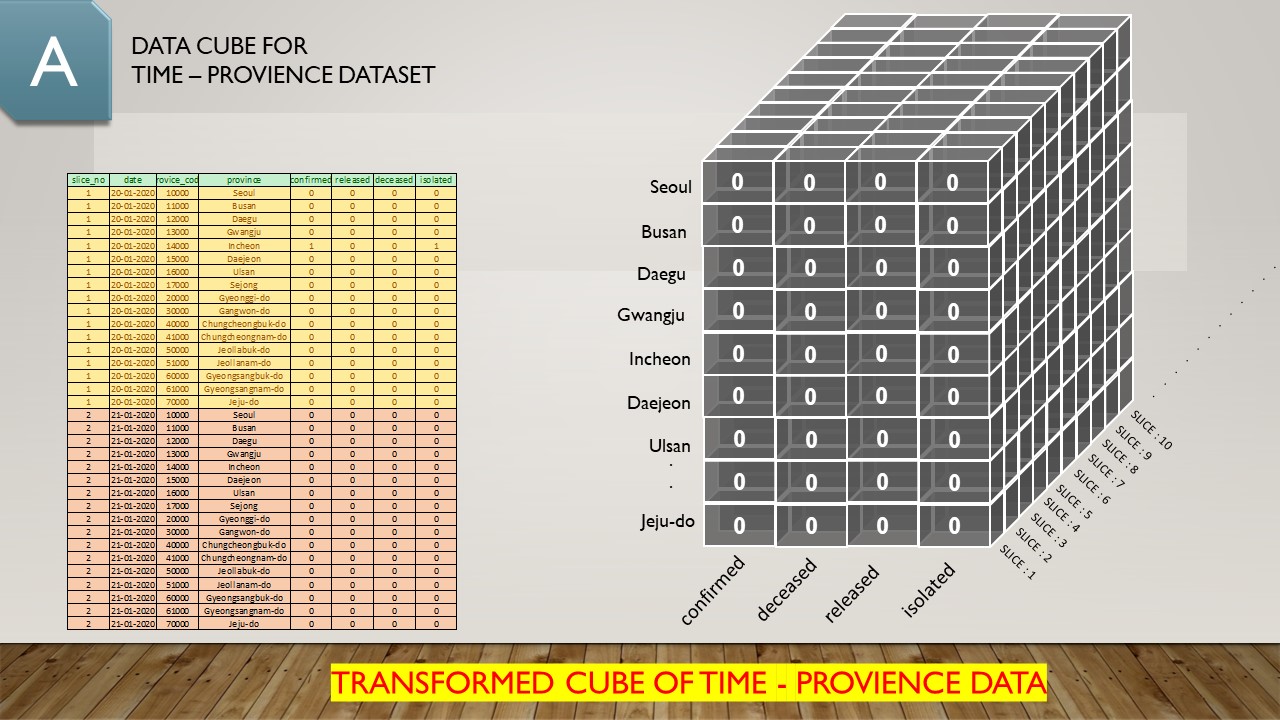 A
DATA CUBE FOR
TIME – PROVIENCE DATASET
slice_no date rovice_cod province confirmed released deceased isolated
1 20-01-2020 10000 Seoul 0 0 0 0
1 20-01-2020 11000 Busan 0 0 0 0
1 20-01-2020 12000 Daegu 0 0 0 0
1 20-01-2020 13000 Gwangju 0 0 0 0
1 20-01-2020 14000 Incheon 1 0 0 1
1 20-01-2020 15000 Daejeon 0 0 0 0
1 20-01-2020 16000 Ulsan 0 0 0 0
1 20-01-2020 17000 Sejong 0 0 0 0
1 20-01-2020 20000 Gyeonggi-do 0 0 0 0
1 20-01-2020 30000 Gangwon-do 0 0 0 0
1 20-01-2020 40000 Chungcheongbuk-do 0 0 0 0
1 20-01-2020 41000 Chungcheongnam-do 0 0 0 0
1 20-01-2020 50000 Jeollabuk-do 0 0 0 0
1 20-01-2020 51000 Jeollanam-do 0 0 0 0
1 20-01-2020 60000 Gyeongsangbuk-do 0 0 0 0
1 20-01-2020 61000 Gyeongsangnam-do 0 0 0 0
1 20-01-2020 70000 Jeju-do 0 0 0 0
2 21-01-2020 10000 Seoul 0 0 0 0
2 21-01-2020 11000 Busan 0 0 0 0
2 21-01-2020 12000 Daegu 0 0 0 0
2 21-01-2020 13000 Gwangju 0 0 0 0
2 21-01-2020 14000 Incheon 0 0 0 0
2 21-01-2020 15000 Daejeon 0 0 0 0
2 21-01-2020 16000 Ulsan 0 0 0 0
2 21-01-2020 17000 Sejong 0 0 0 0
2 21-01-2020 20000 Gyeonggi-do 0 0 0 0
2 21-01-2020 30000 Gangwon-do 0 0 0 0
2 21-01-2020 40000 Chungcheongbuk-do 0 0 0 0
2 21-01-2020 41000 Chungcheongnam-do 0 0 0 0
2 21-01-2020 50000 Jeollabuk-do 0 0 0 0
2 21-01-2020 51000 Jeollanam-do 0 0 0 0
2 21-01-2020 60000 Gyeongsangbuk-do 0 0 0 0
2 21-01-2020 61000 Gyeongsangnam-do 0 0 0 0
2 21-01-2020 70000 Jeju-do 0 0 0 0
Seoul 0 0 0 0
Busan 0 0 0 0
Daegu 0 0 0 0
Gwangju 0 0 0 0
Incheon 0 0 0 0
Daejeon 0 0 0 0
Ulsan 0 0 0 0
. 0 0 0 0
.
Jeju-do 0 0 0 0
confirmed deceased released isolated
SLICE : 10
SLICE : 9
SLICE : 8
SLICE : 7
SLICE : 6
SLICE : 5
SLICE : 4
SLICE : 3
SLICE : 2
SLICE : 1
. . . . . . . . . . .
TRANSFORMED CUBE OF TIME - PROVIENCE DATA